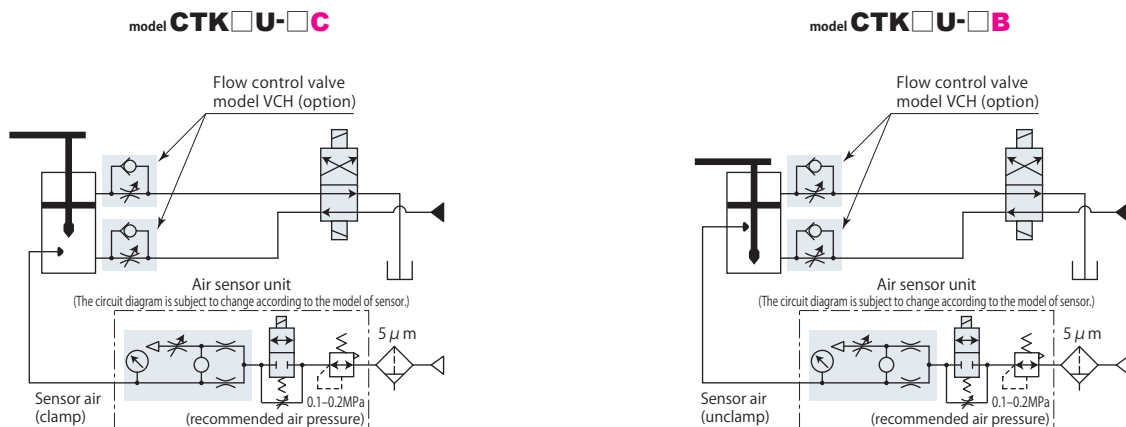 model CTK□U-□C
Flow control valve
model VCH (option)
Air sensor unit
(The circuit diagram is subject to change according to the model of sensor.)
5μm
0.1–0.2MPa
Sensor air
(clamp)
(recommended air pressure)
model CTK□U-□B
Flow control valve
model VCH (option)
Air sensor unit
(The circuit diagram is subject to change according to the model of sensor.)
5μm
0.1–0.2MPa
Sensor air
(unclamp)
(recommended air pressure)